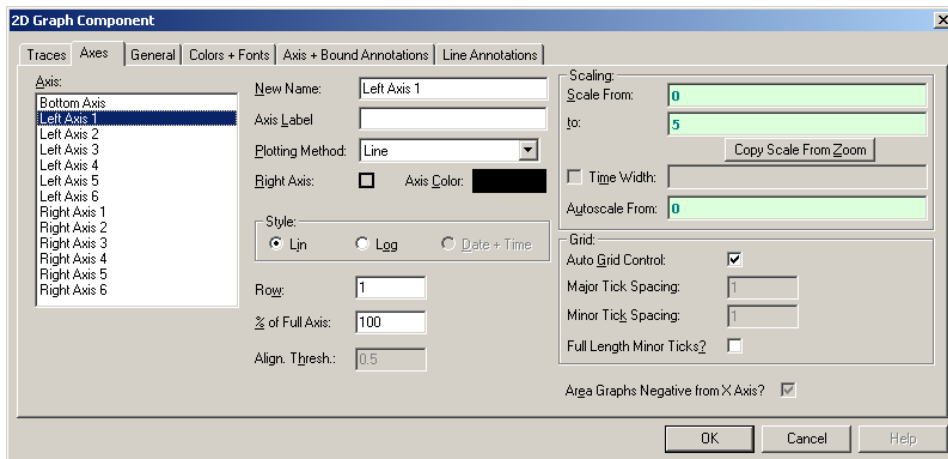 2D Graph Component
Traces Axes General Colors + Fonts Axis + Bound Annotations Line Annotations
Axis:
Bottom Axis
Left Axis 1
Left Axis 2
Left Axis 3
Left Axis 4
Left Axis 5
Left Axis 6
Right Axis 1
Right Axis 2
Right Axis 3
Right Axis 4
Right Axis 5
Right Axis 6
New Name: Left Axis 1
Axis Label
Plotting Method: Line
Right Axis: Axis Color:
Style:
Lin Log Date + Time
Row: 1
% of Full Axis: 100
Align. Thresh.: 0.5
Scaling:
Scale From: 0
to: 5
Copy Scale From Zoom
Time Width:
Autoscale From: 0
Grid:
Auto Grid Control:
Major Tick Spacing: 1
Minor Tick Spacing: 1
Full Length Minor Ticks?
Area Graphs Negative from X Axis?
OK Cancel Help